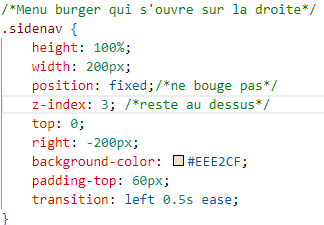 /*Menu burger qui s'ouvre sur la droite*/
.sidenav {
    height: 100%;
    width: 200px;
    position: fixed;/*ne bouge pas*/
    z-index: 3; /*reste au dessus*/
    top: 0;
    right: -200px;
    background-color: #EEE2CF;
    padding-top: 60px;
    transition: left 0.5s ease;
}